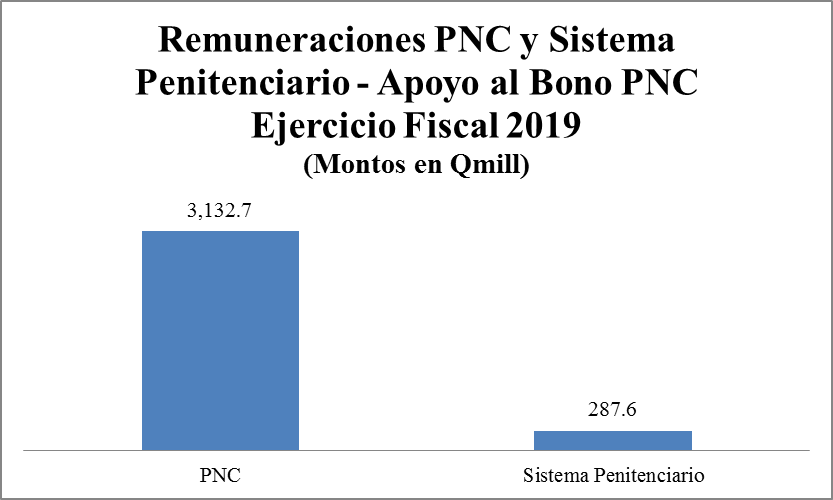 Remuneraciones PNC y Sistema
Penitenciario - Apoyo al Bono PNC
Ejercicio Fiscal 2019
(Montos en Qmill)
3,132.7
287.6
PNC
Sistema Penitenciario